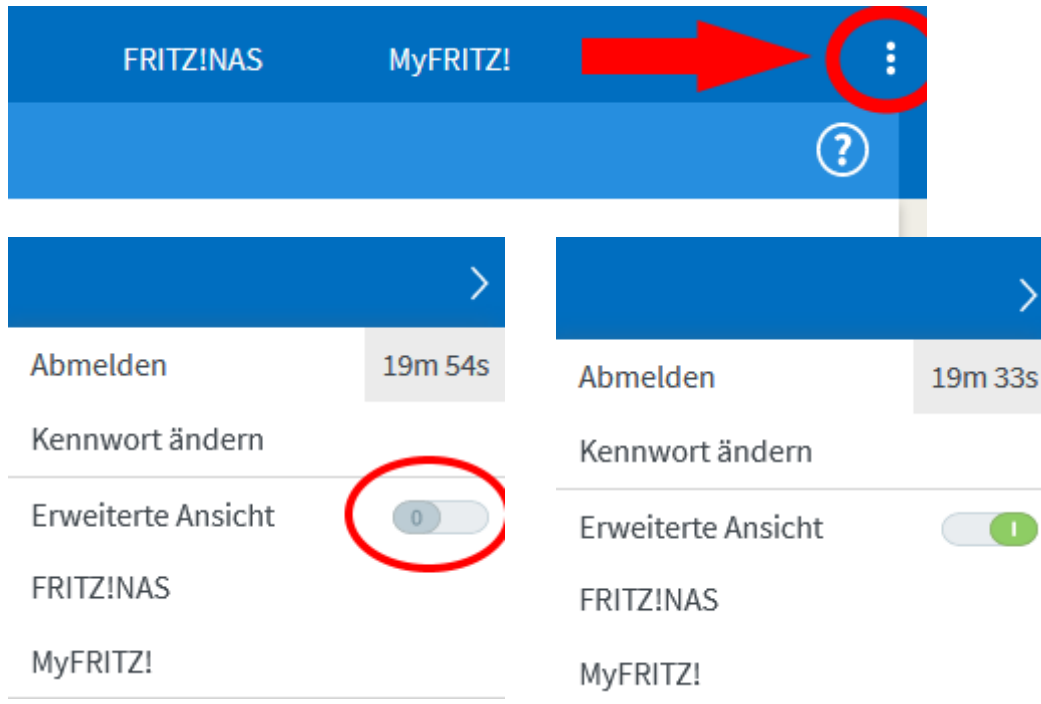 FRITZ!NAS MyFRITZ!
?
Abmelden 19m 54s
Kennwort ändern
Erweiterte Ansicht 0
FRITZ!NAS
MyFRITZ!
Abmelden 19m 33s
Kennwort ändern
Erweiterte Ansicht I
FRITZ!NAS
MyFRITZ!